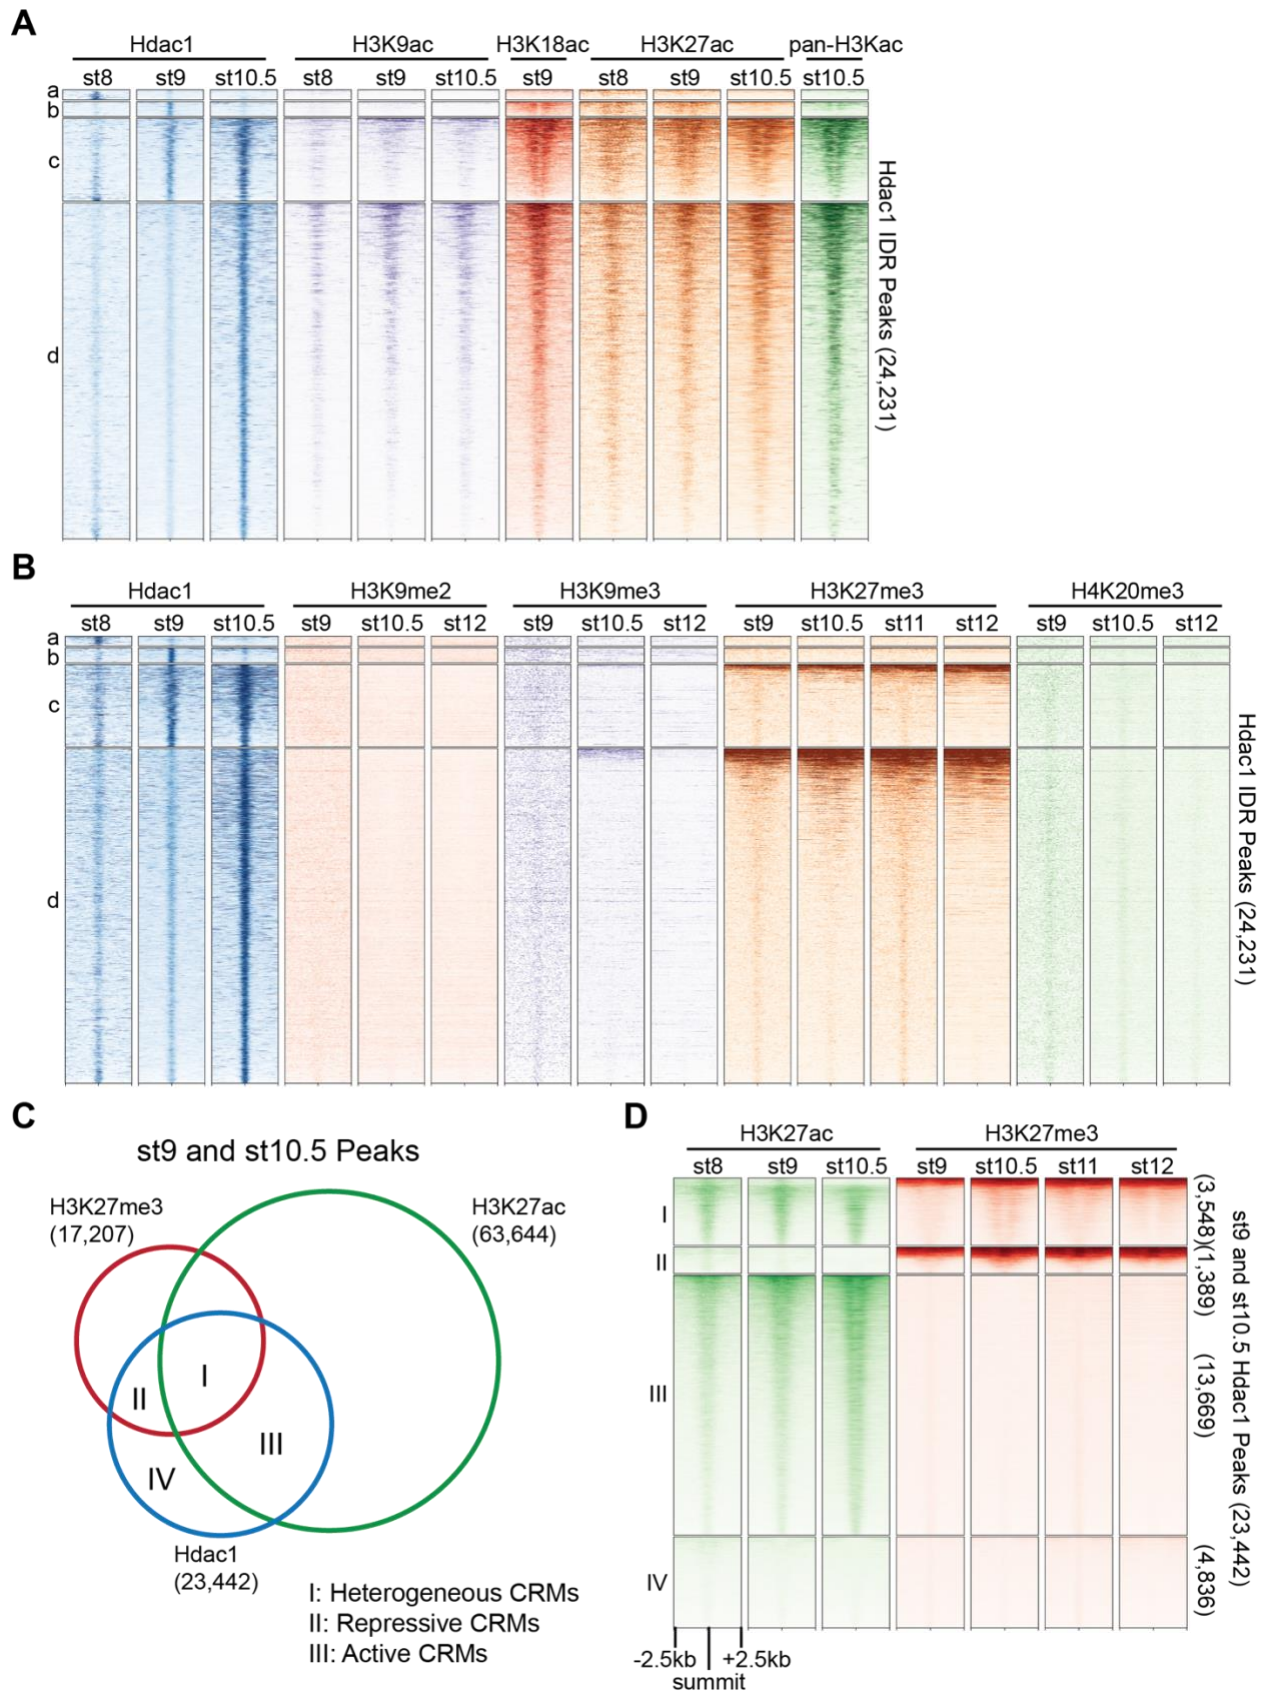 A
Hdac1 H3K9ac H3K18ac H3K27ac pan-H3Kac
st8 st9 st10.5 st8 st9 st10.5 st9 st8 st9 st10.5 st10.5
a
b
c
d
Hdac1 IDR Peaks (24,231)
B
Hdac1 H3K9me2 H3K9me3 H3K27me3 H4K20me3
st8 st9 st10.5 st9 st10.5 st12 st9 st10.5 st12 st9 st10.5 st11 st12 st9 st10.5 st12
a
b
c
d
Hdac1 IDR Peaks (24,231)
C
st9 and st10.5 Peaks
H3K27me3
(17,207)
H3K27ac
(63,644)
I
II
III
IV
Hdac1
(23,442)
I: Heterogeneous CRMs
II: Repressive CRMs
III: Active CRMs
D
H3K27ac H3K27me3
st8 st9 st10.5 st9 st10.5 st11 st12
I
II
III
IV
(3,548)
(1,389)
(13,669)
(4,836)
st9 and st10.5 Hdac1 Peaks (23,442)
-2.5kb +2.5kb
summit